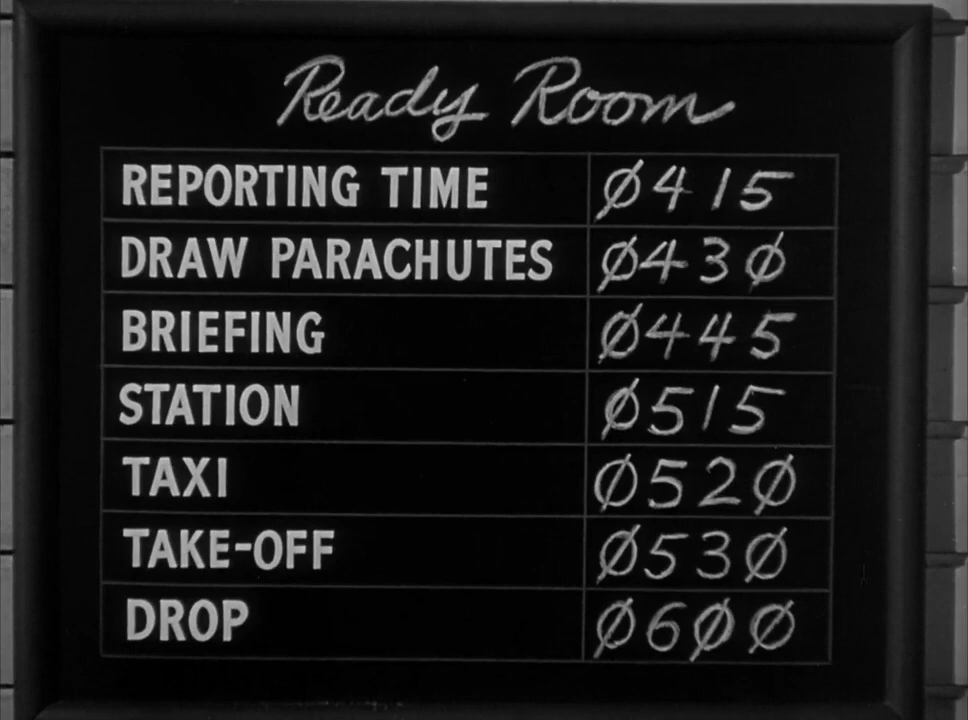 Ready Room
REPORTING TIME Ø415
DRAW PARACHUTES Ø43Ø
BRIEFING Ø445
STATION Ø515
TAXI Ø52Ø
TAKE-OFF Ø53Ø
DROP Ø6ØØ